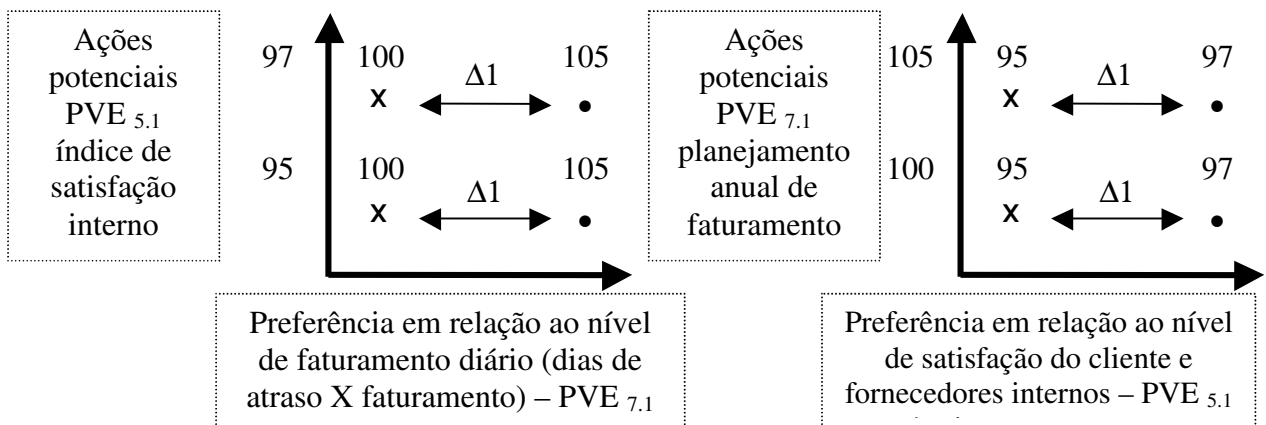 Ações
potenciais
PVE 5.1
índice de
satisfação
interno
97 100 Δ1 105
X •
95 100 Δ1 105
X •
Preferência em relação ao nível
de faturamento diário (dias de
atraso X faturamento) – PVE 7.1
Ações
potenciais
PVE 7.1
planejamento
anual de
faturamento
105 95 Δ1 97
X •
100 95 Δ1 97
X •
Preferência em relação ao nível
de satisfação do cliente e
fornecedores internos – PVE 5.1